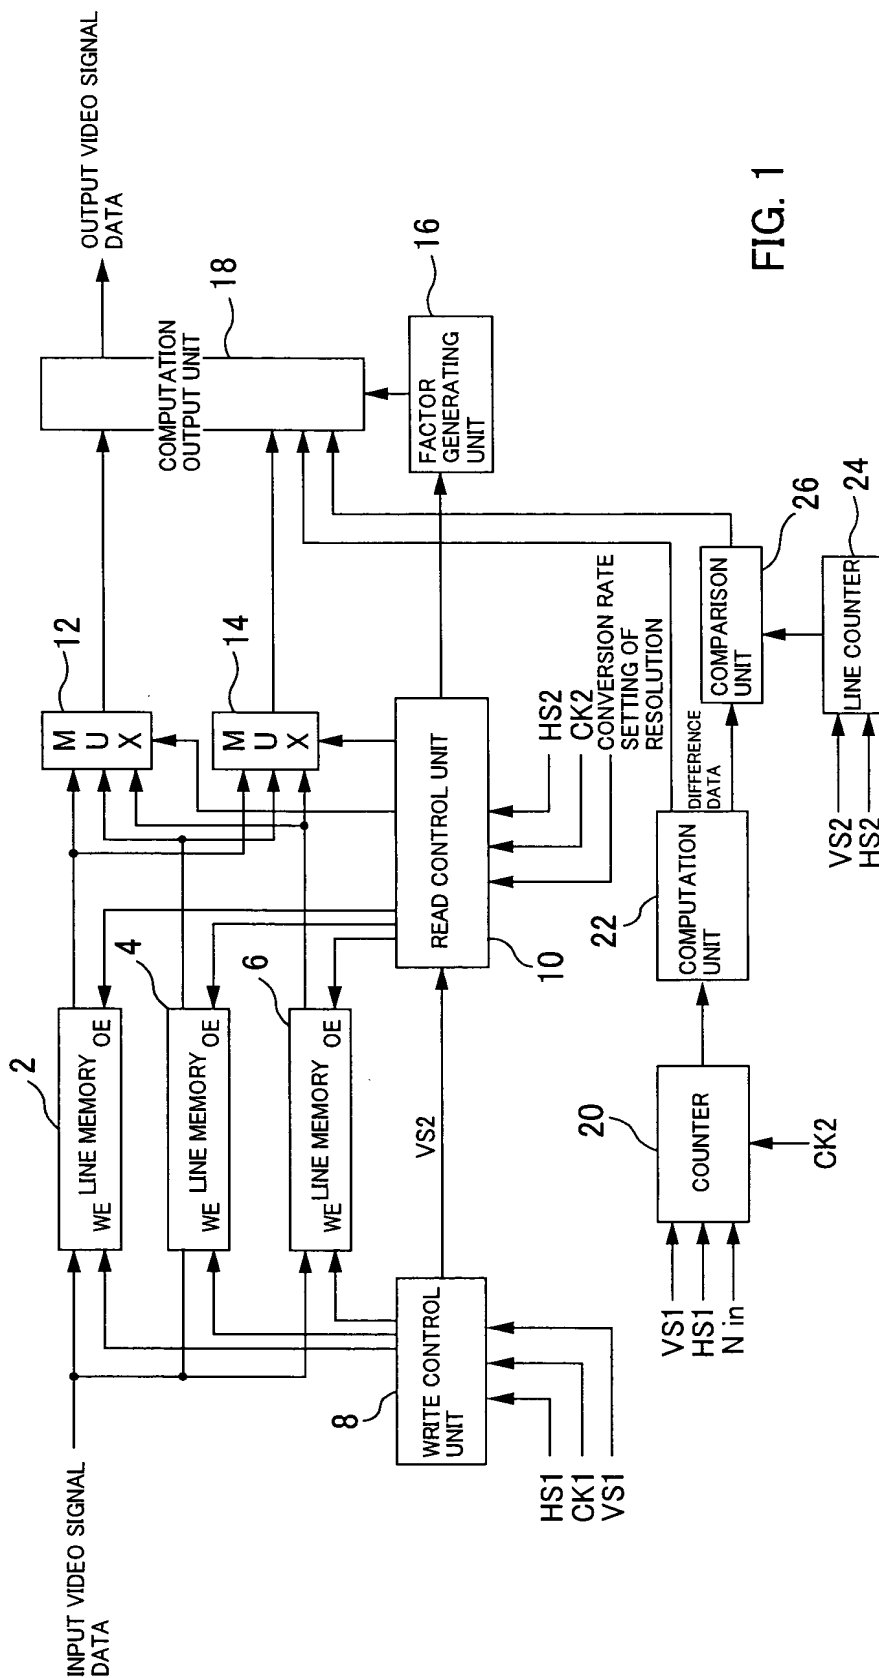 INPUT VIDEO SIGNAL
DATA
OUTPUT VIDEO SIGNAL
DATA
2
LINE MEMORY
WE
OE
4
LINE MEMORY
WE
OE
6
LINE MEMORY
WE
OE
12
MUX
14
MUX
COMPUTATION
OUTPUT UNIT
18
8
WRITE CONTROL
UNIT
HS1
CK1
VS1
VS2
10
READ CONTROL UNIT
HS2
CK2
CONVERSION RATE
SETTING OF
RESOLUTION
FACTOR
GENERATING
UNIT
16
20
COUNTER
VS1
HS1
N in
CK2
22
COMPUTATION
UNIT
DIFFERENCE
DATA
COMPARISON
UNIT
26
LINE COUNTER
24
VS2
HS2
FIG. 1